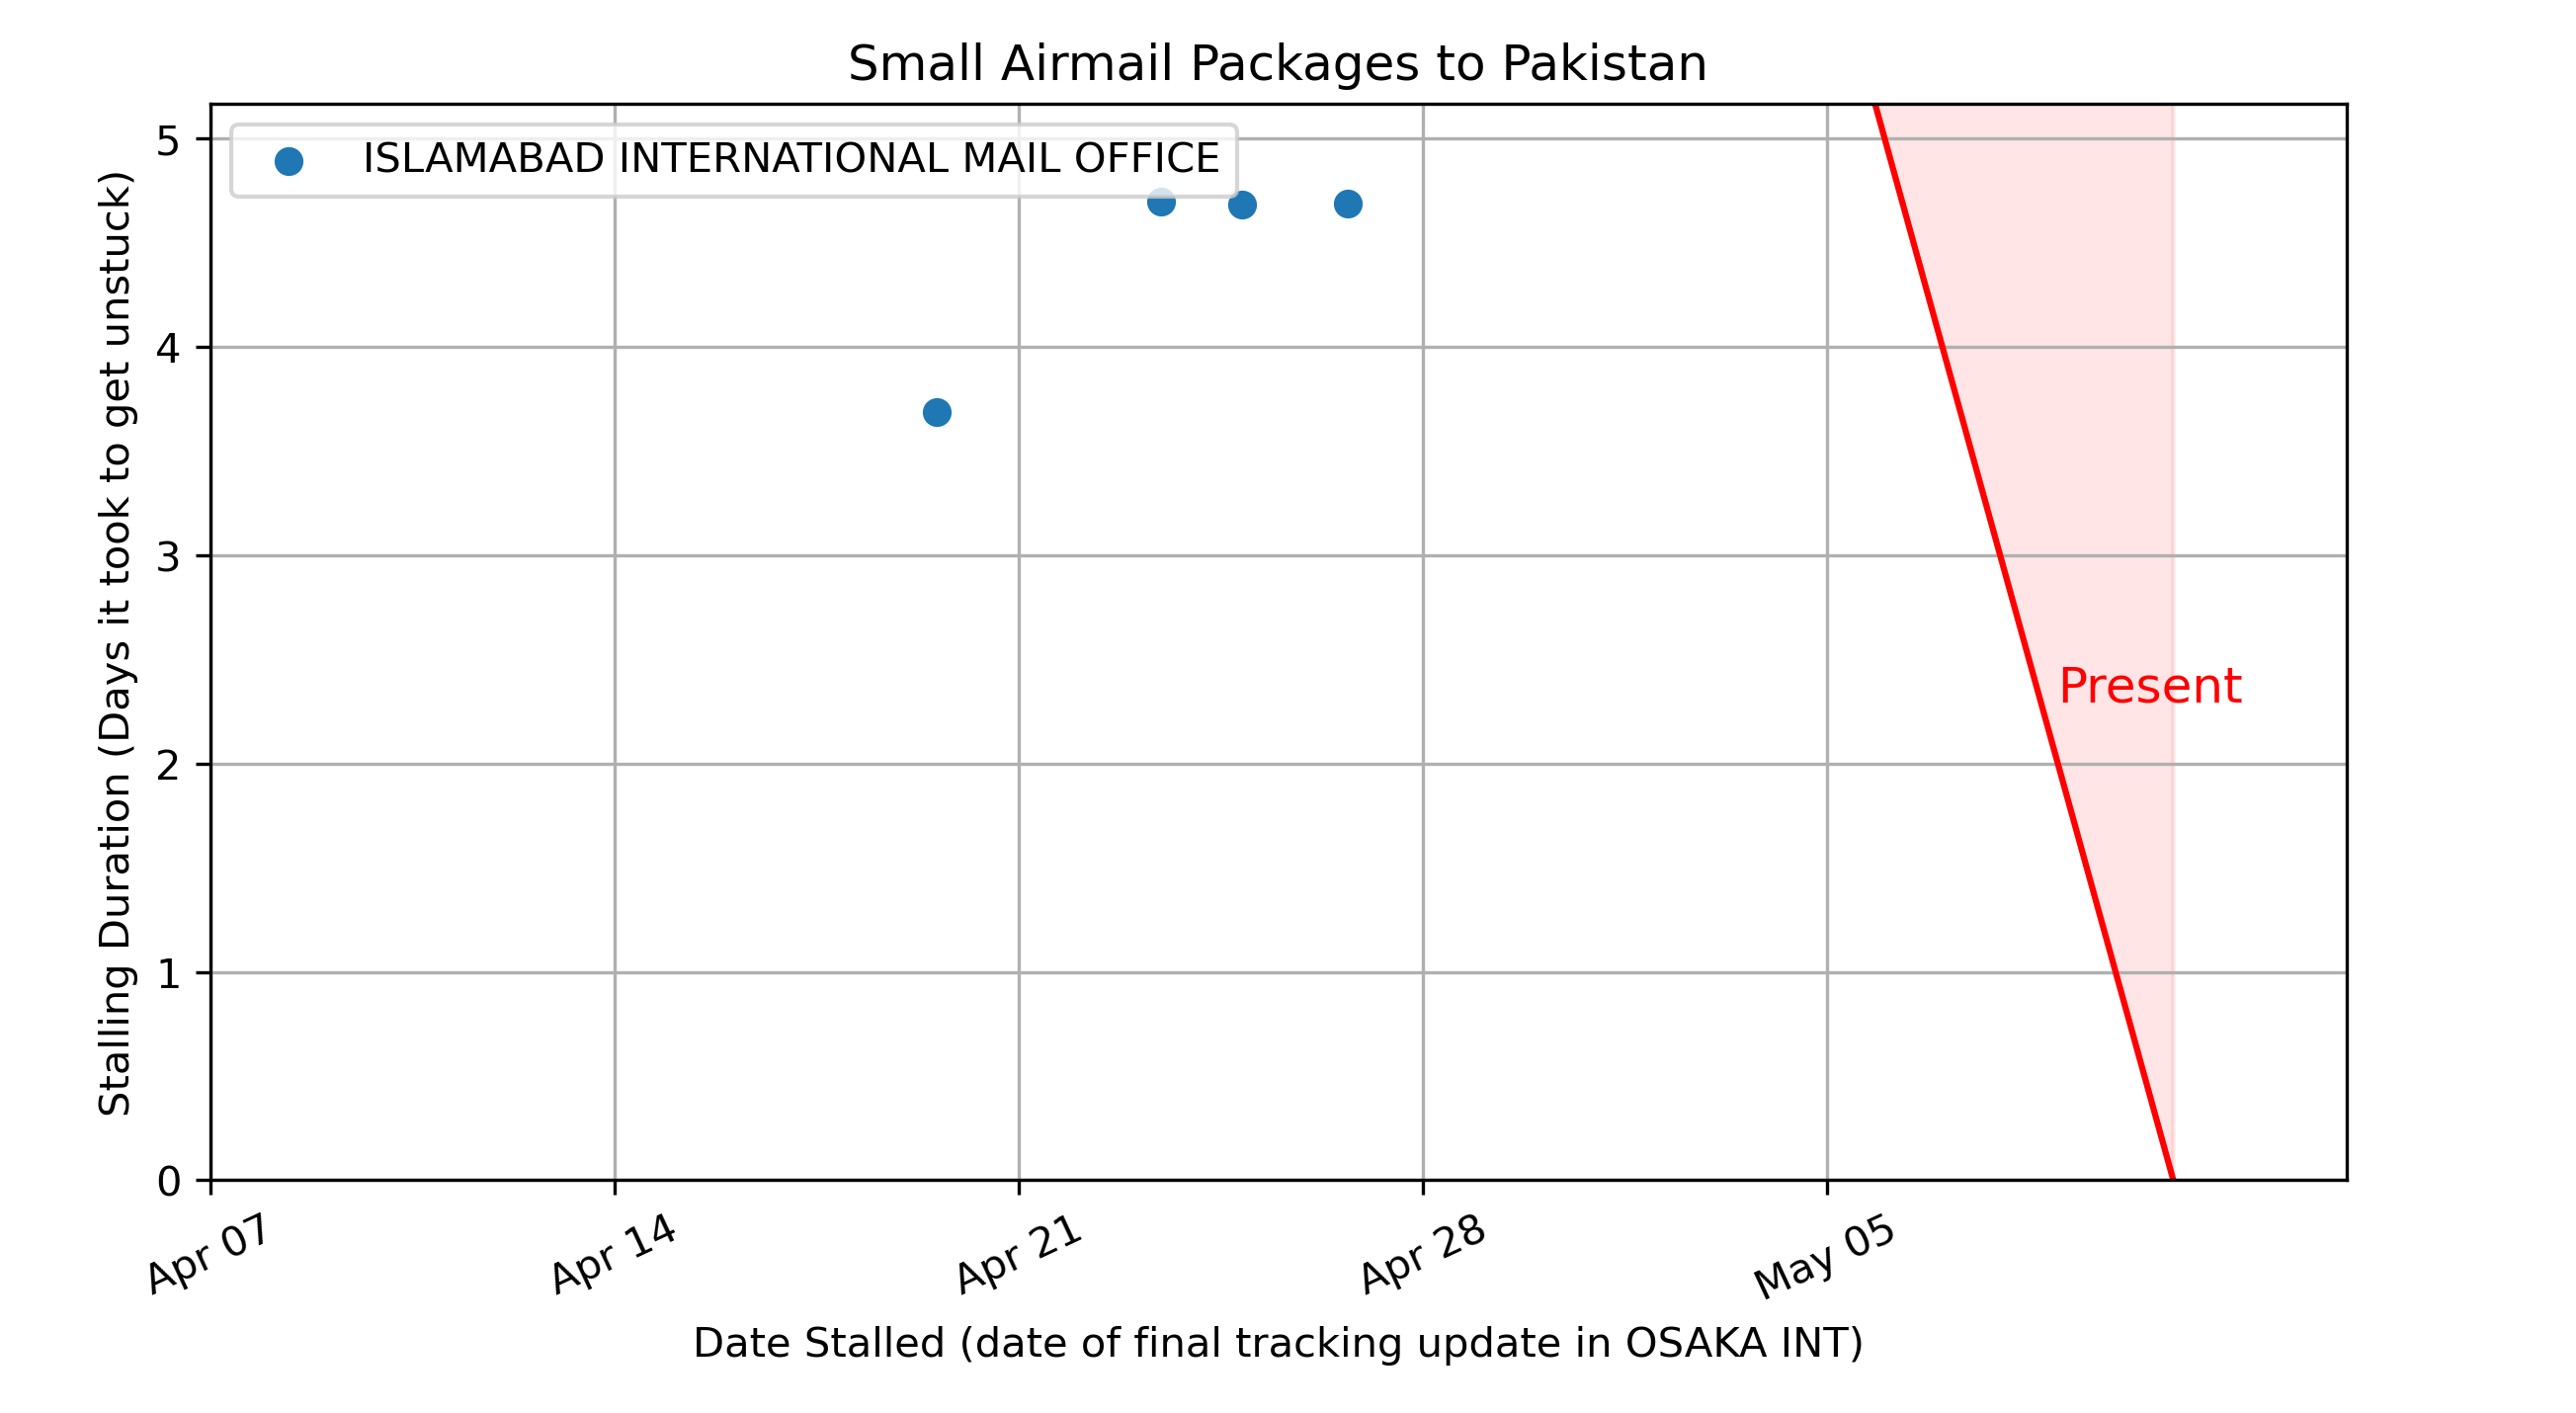 Small Airmail Packages to Pakistan
ISLAMABAD INTERNATIONAL MAIL OFFICE
Stalling Duration (Days it took to get unstuck)
5
4
3
2
1
0
Present
Apr 07
Apr 14
Apr 21
Apr 28
May 05
Date Stalled (date of final tracking update in OSAKA INT)